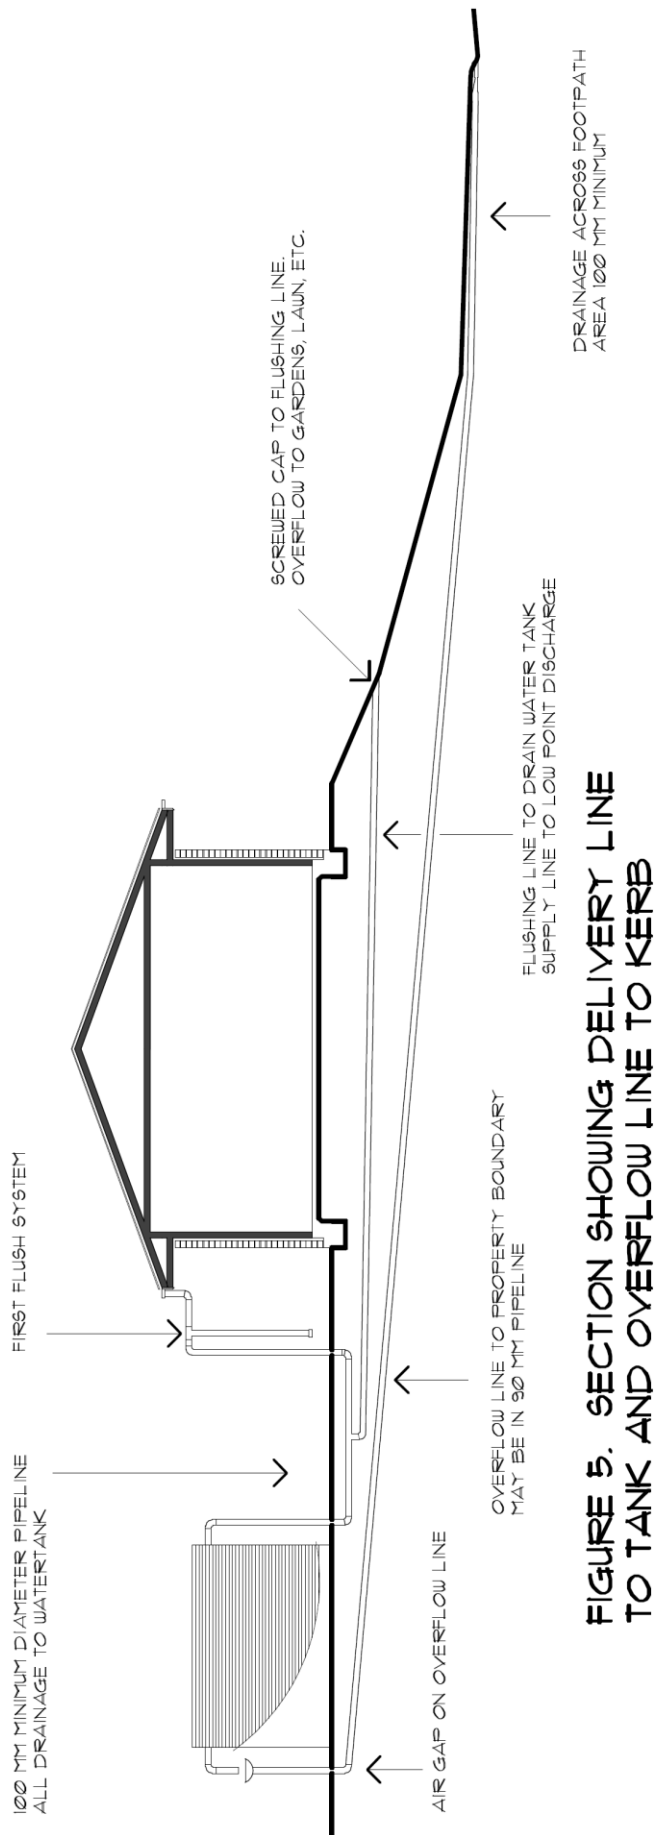 100 MM MINIMUM DIAMETER PIPELINE
ALL DRAINAGE TO WATERTANK
FIRST FLUSH SYSTEM
SCREWED CAP TO FLUSHING LINE.
OVERFLOW TO GARDENS, LAWN, ETC.
AIR GAP ON OVERFLOW LINE
OVERFLOW LINE TO PROPERTY BOUNDARY
MAY BE IN 90 MM PIPELINE
FLUSHING LINE TO DRAIN WATER TANK
SUPPLY LINE TO LOW POINT DISCHARGE
DRAINAGE ACROSS FOOTPATH
AREA 100 MM MINIMUM
FIGURE 5. SECTION SHOWING DELIVERY LINE
TO TANK AND OVERFLOW LINE TO KERB